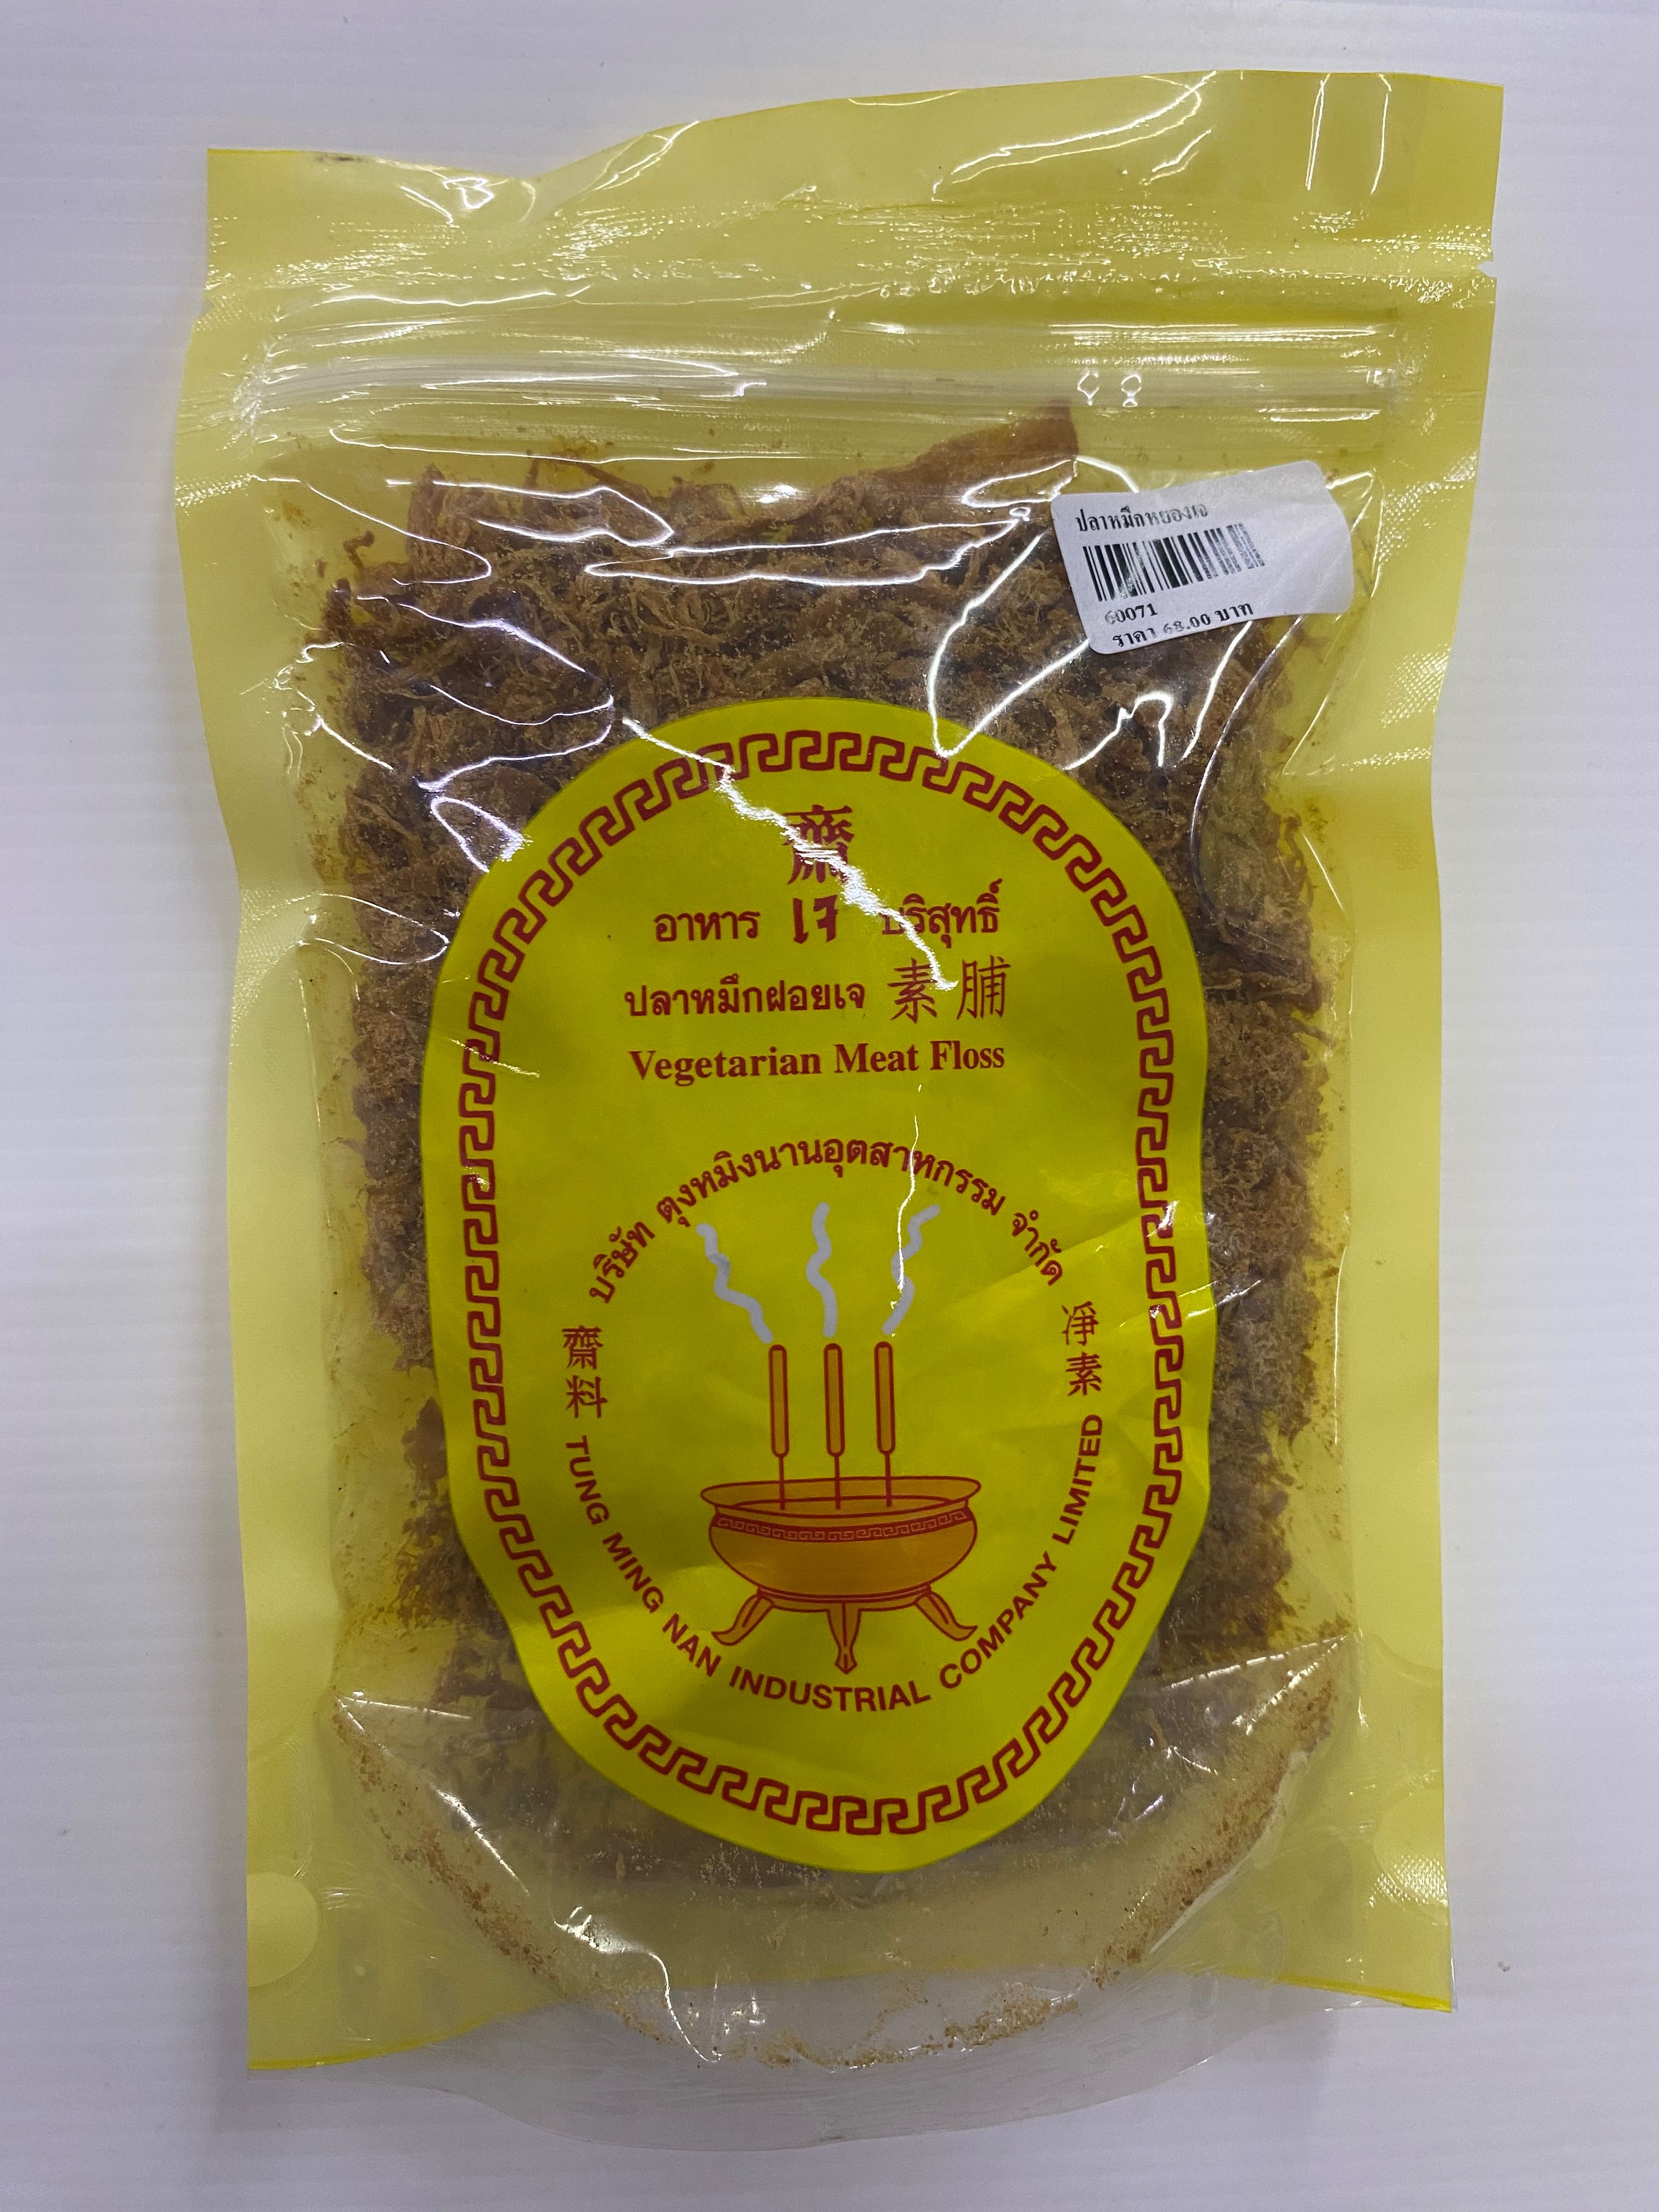 ปลาหมึกหยองเจ
60071
ราคา 68.00 บาท
齋
อาหาร เจ บริสุทธิ์
ปลาหมึกฝอยเจ 素脯
Vegetarian Meat Floss
บริษัท ตุงหมิงนานอุตสาหกรรม จำกัด
齋料
淨素
TUNG MING NAN INDUSTRIAL COMPANY LIMITED